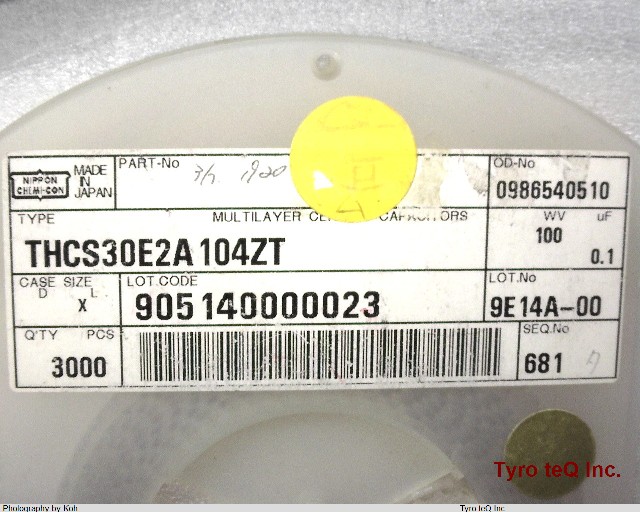 NIPPON
CHEMI-CON
MADE
IN
JAPAN
PART-No
OD-No
0986540510
TYPE
MULTILAYER CAPACITORS
THCS30E2A104ZT
WV
100
uF
0.1
CASE SIZE
D
X
L
LOT.CODE
905140000023
LOT.No
9E14A-00
Q'TY PCS
3000
SEQ.No
681
Tyro teQ Inc.
Photography by Koh
Tyro teQ Inc.